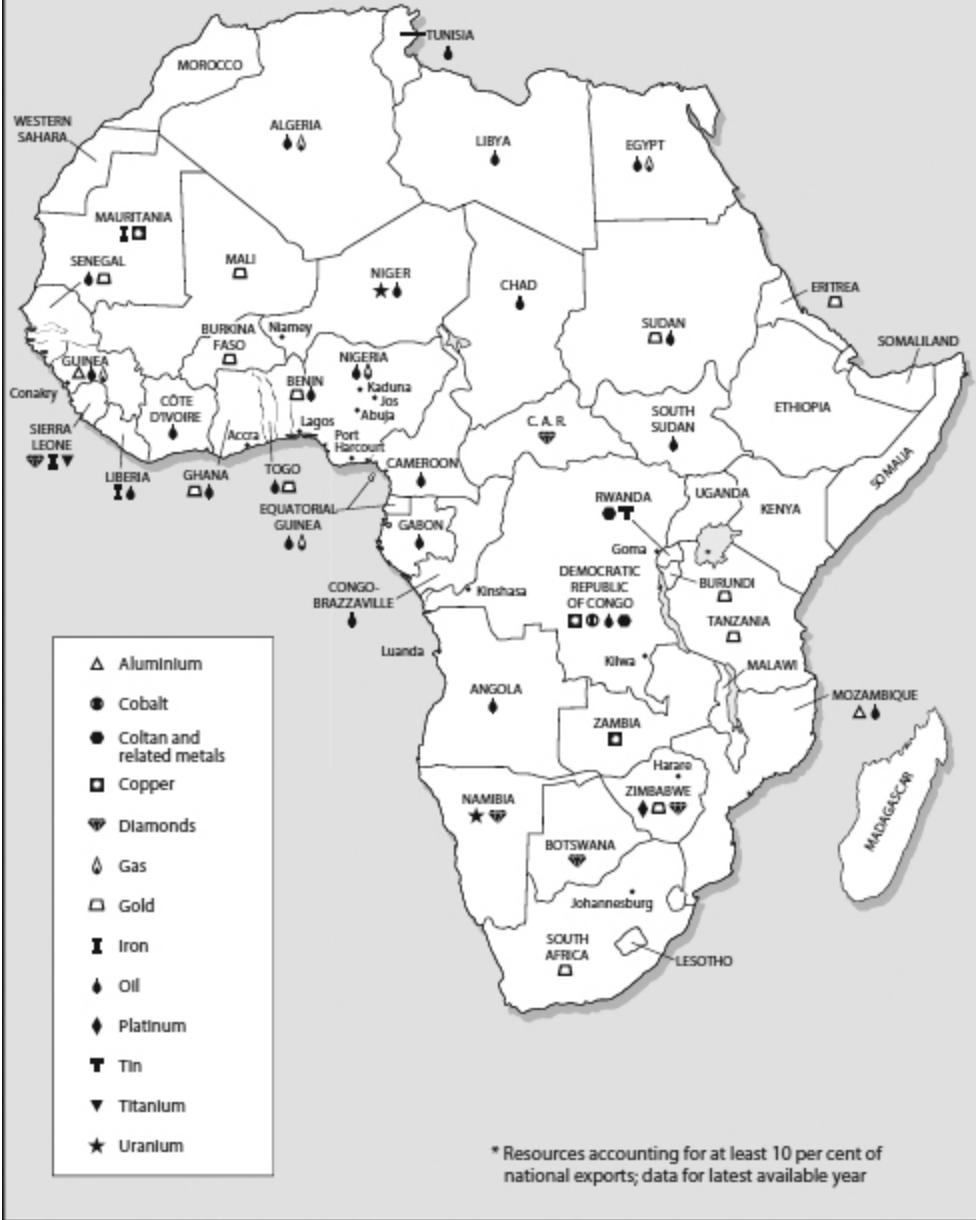 TUNISIA
MOROCCO
WESTERN
SAHARA
ALGERIA
LIBYA
EGYPT
MAURITANIA
SENEGAL
MALI
NIGER
CHAD
ERITREA
SUDAN
BURKINA
FASO
Niamey
SOMALILAND
GUINEA
NIGERIA
BENIN
Kaduna
Jos
Abuja
Conakry
CÔTE
D'IVOIRE
ETHIOPIA
C. A. R.
SOUTH
SUDAN
Lagos
SIERRA
LEONE
Accra
Port
Harcourt
LIBERIA
GHANA
TOGO
CAMEROON
SOMALIA
EQUATORIAL
GUINEA
RWANDA
UGANDA
KENYA
GABON
Goma
DEMOCRATIC
REPUBLIC
OF CONGO
BURUNDI
CONGO-
BRAZZAVILLE
Kinshasa
TANZANIA
Luanda
Kilwa
MALAWI
ANGOLA
MOZAMBIQUE
ZAMBIA
Harare
NAMIBIA
ZIMBABWE
MADAGASCAR
BOTSWANA
Johannesburg
SOUTH
AFRICA
LESOTHO
Aluminium
Cobalt
Coltan and
related metals
Copper
Diamonds
Gas
Gold
Iron
Oil
Platinum
Tin
Titanium
Uranium
* Resources accounting for at least 10 per cent of
national exports; data for latest available year